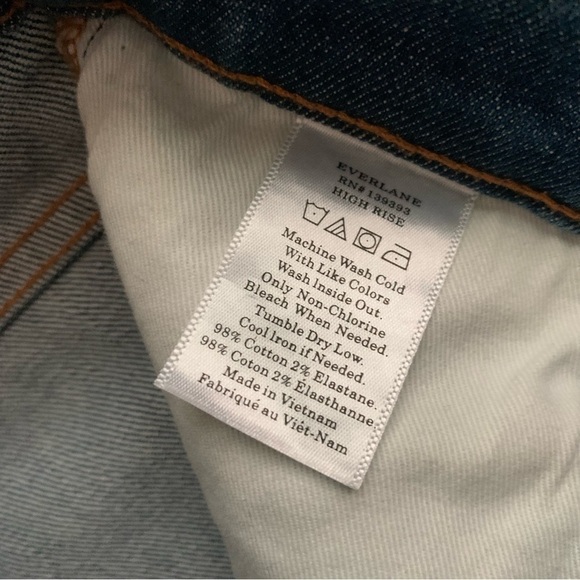 EVERLANE
RN# 139393
HIGH RISE
Machine Wash Cold
With Like Colors
Wash Inside Out.
Only Non-Chlorine
Bleach When Needed.
Tumble Dry Low.
Cool Iron if Needed.
98% Cotton 2% Elastane.
98% Coton 2% Élasthanne.
Made in Vietnam
Fabriqué au Viêt-Nam